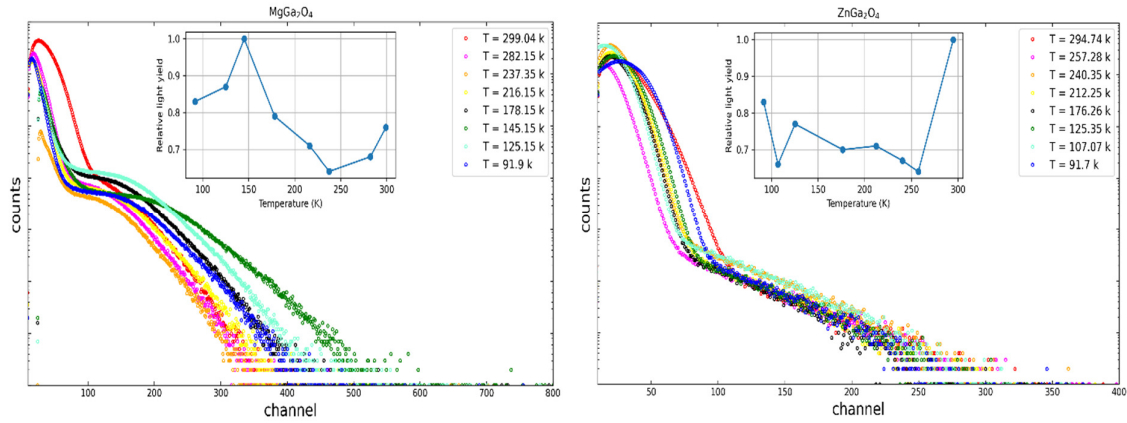 MgGa₂O₄
counts
1.0
0.9
0.8
0.7
Relative light yield
100 150 200 250 300
Temperature (K)
T = 299.04 k
T = 282.15 k
T = 237.35 k
T = 216.15 k
T = 178.15 k
T = 145.15 k
T = 125.15 k
T = 91.9 k
100 200 300 400 500 600 700 800
channel
ZnGa₂O₄
counts
1.0
0.9
0.8
0.7
Relative light yield
100 150 200 250 300
Temperature (K)
T = 294.74 k
T = 257.28 k
T = 240.35 k
T = 212.25 k
T = 176.26 k
T = 125.35 k
T = 107.07 k
T = 91.7 k
50 100 150 200 250 300 350 400
channel